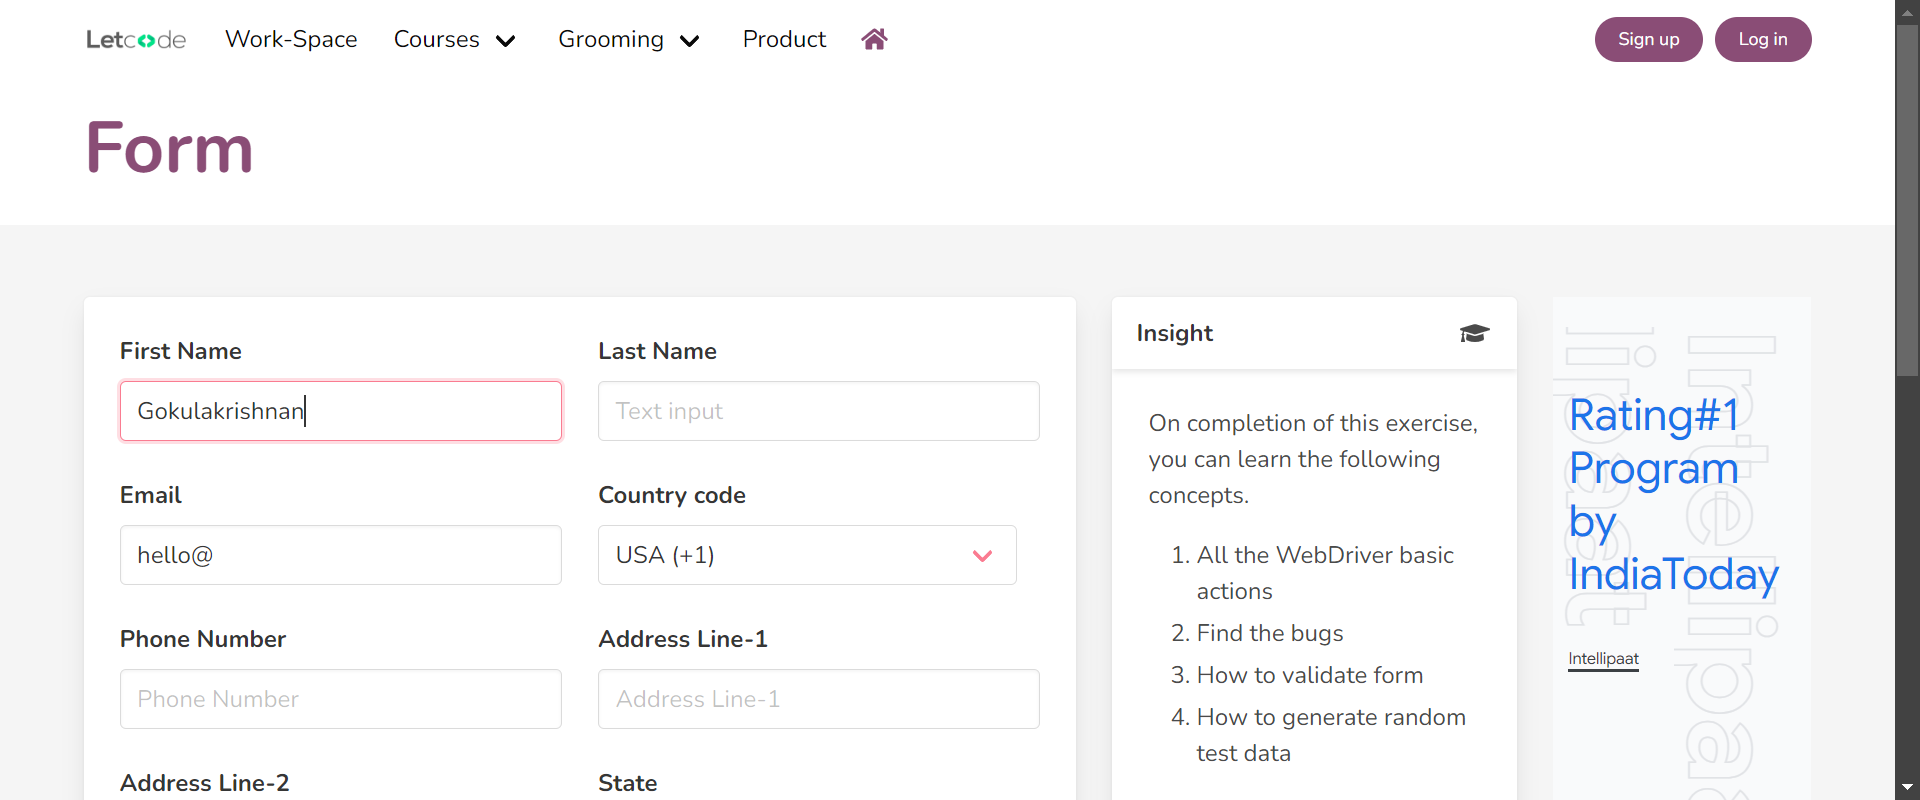 Letcode
Work-Space
Courses
Grooming
Product
Sign up
Log in
Form
First Name
Gokulakrishnan
Last Name
Text input
Email
hello@
Country code
USA (+1)
Phone Number
Phone Number
Address Line-1
Address Line-1
Address Line-2
State
Insight
On completion of this exercise,
you can learn the following
concepts.
1. All the WebDriver basic
actions
2. Find the bugs
3. How to validate form
4. How to generate random
test data
Rating#1
Program
by
IndiaToday
Intellipaat